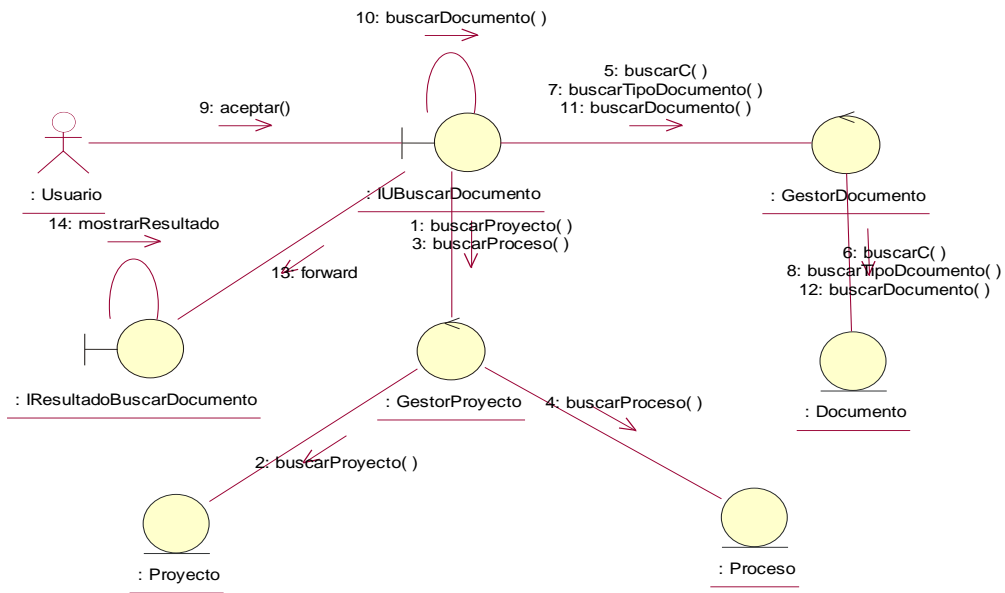 10: buscarDocumento( )
5: buscarC( )
7: buscarTipoDocumento( )
11: buscarDocumento( )
9: aceptar()
: Usuario
: IUBuscarDocumento
: GestorDocumento
14: mostrarResultado
1: buscarProyecto( )
3: buscarProceso( )
6: buscarC( )
8: buscarTipoDcoumento( )
12: buscarDocumento( )
13: forward
: IResultadoBuscarDocumento
: GestorProyecto
4: buscarProceso( )
: Documento
2: buscarProyecto( )
: Proyecto
: Proceso